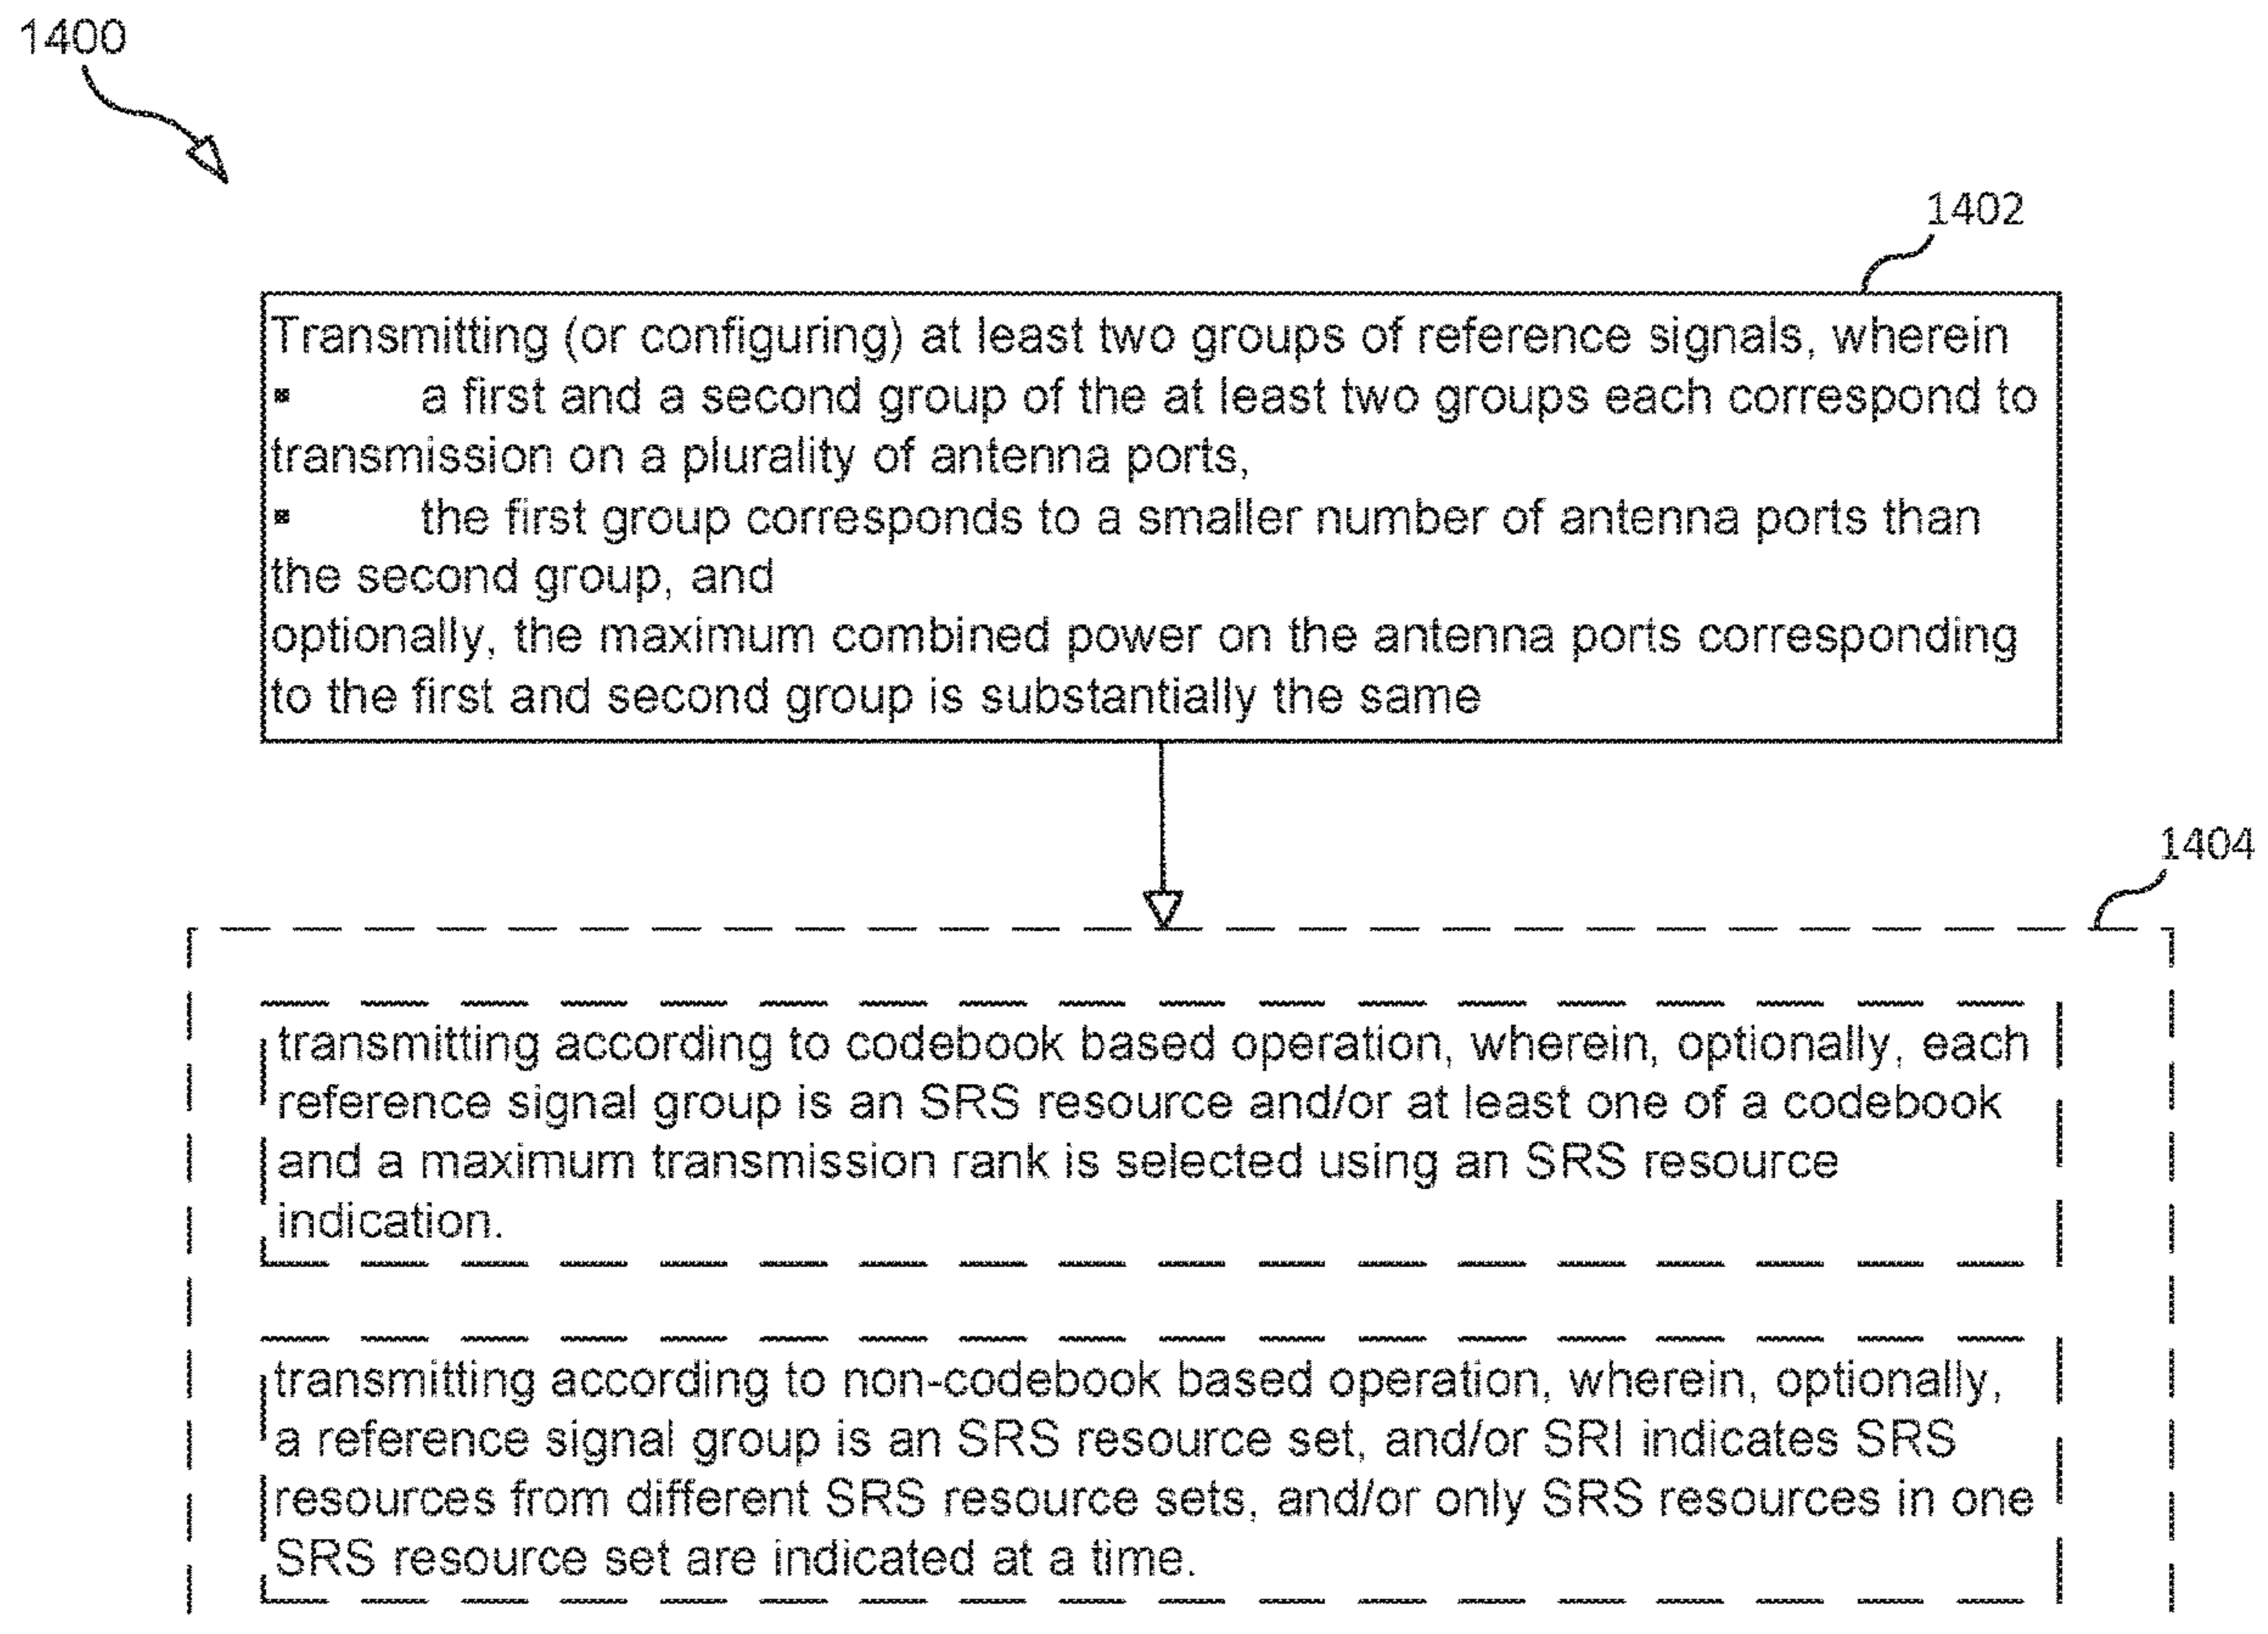 1400
1402
Transmitting (or configuring) at least two groups of reference signals, wherein
▪ a first and a second group of the at least two groups each correspond to
transmission on a plurality of antenna ports,
▪ the first group corresponds to a smaller number of antenna ports than
the second group, and
optionally, the maximum combined power on the antenna ports corresponding
to the first and second group is substantially the same
1404
transmitting according to codebook based operation, wherein, optionally, each
reference signal group is an SRS resource and/or at least one of a codebook
and a maximum transmission rank is selected using an SRS resource
indication.
transmitting according to non-codebook based operation, wherein, optionally,
a reference signal group is an SRS resource set, and/or SRI indicates SRS
resources from different SRS resource sets, and/or only SRS resources in one
SRS resource set are indicated at a time.